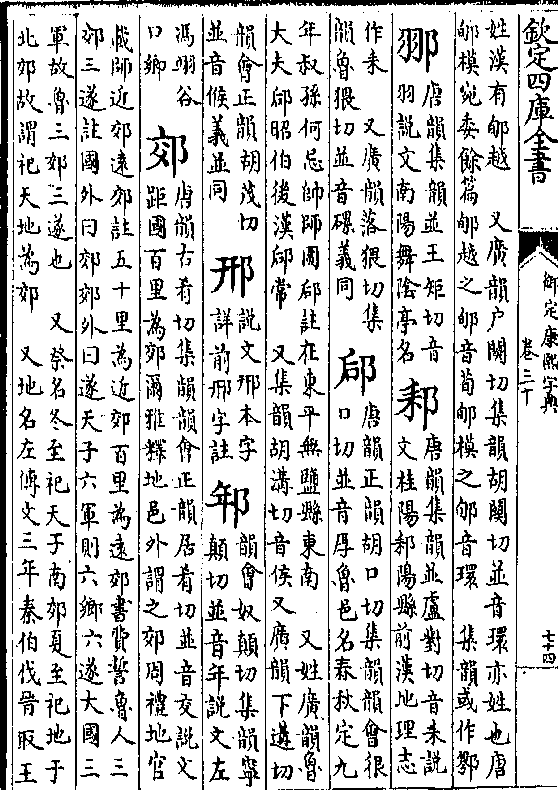 欽定四庫全書
御定康熙字典
卷三十
七十四
姓漢有郇越 又廣韻户關切集韻胡關切並音環亦姓也唐
郇模宛委餘篇郇越之郇音荀郇模之郇音環 集韻或作
唐韻集韻並王矩切音
羽說文南陽舞陰亭名
唐韻集韻並盧對切音耒說
文桂陽陽縣前漢地理志
作耒 又廣韻落猥切集
韻魯猥切並音磥義同
郈
唐韻正韻胡口切集韻韻會很
口切並音厚魯邑名春秋定九
年叔孫何忌帥師圍郈註在東平無鹽縣東南 又姓廣韻魯
大夫郈昭伯後漢郈常 又集韻胡溝切音侯又廣韻下遘切
韻會正韻胡茂切
並音候義並同
邢
說文邢本字
詳前邢字註
韻會奴顛切集韻寧
顛切並音年說文左
馮翊谷
口鄉
郊
唐韻古肴切集韻韻會正韻居肴切並音交說文
距國百里為郊爾雅釋地邑外謂之郊周禮地官
載師近郊遠郊註五十里為近郊百里為遠郊書費誓魯人三
郊三遂註國外曰郊郊外曰遂天子六軍則六鄉六遂大國三
軍故魯三郊三遂也 又祭名冬至祀天于南郊夏至祀地于
北郊故謂祀天地為郊 又地名左傳文三年秦伯伐晉取王